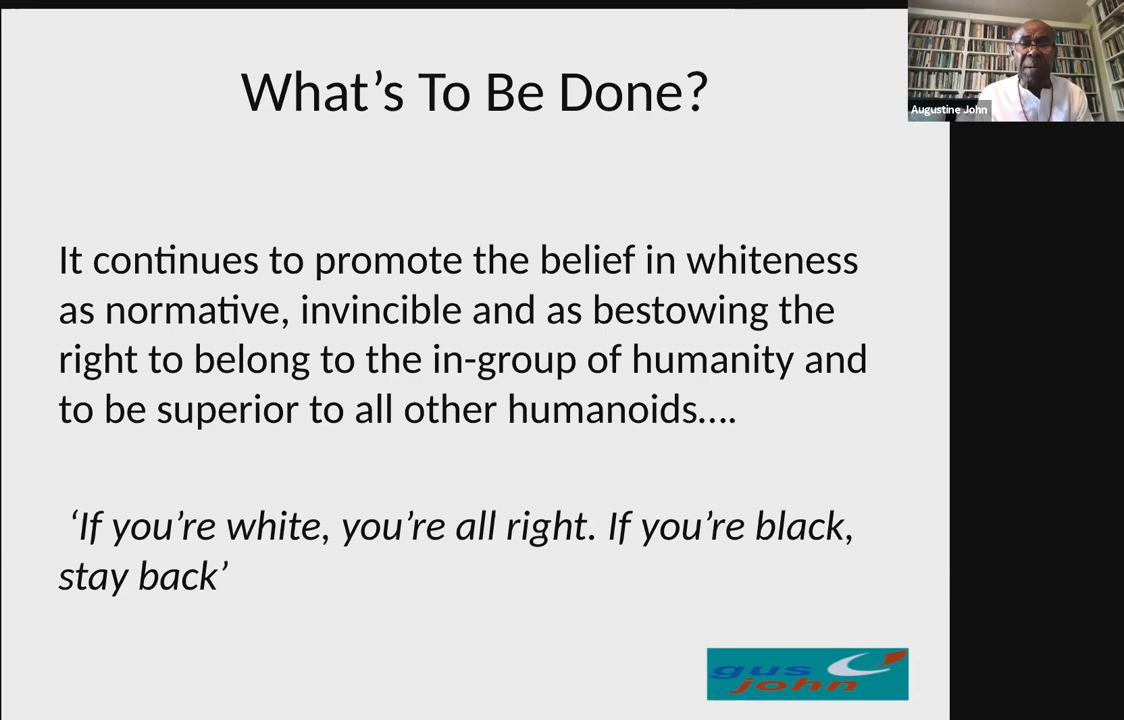 What’s To Be Done?
Augustine John
It continues to promote the belief in whiteness
as normative, invincible and as bestowing the
right to belong to the in-group of humanity and
to be superior to all other humanoids….
‘If you’re white, you’re all right. If you’re black,
stay back’
gus
john